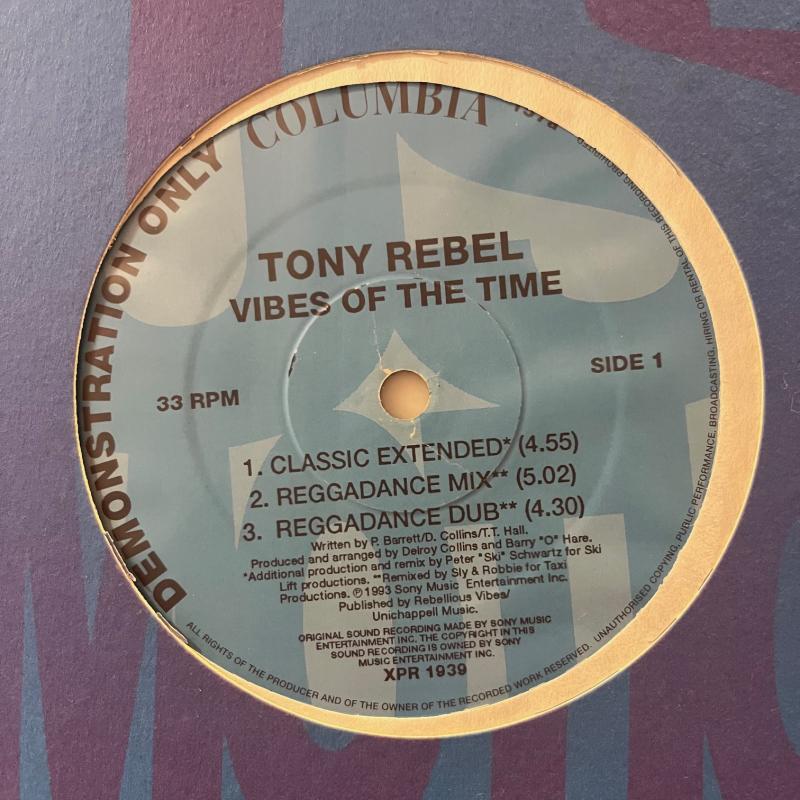 COLUMBIA
DEMONSTRATION ONLY
TONY REBEL
VIBES OF THE TIME
33 RPM
SIDE 1
1. CLASSIC EXTENDED* (4.55)
2. REGGADANCE MIX** (5.02)
3. REGGADANCE DUB** (4.30)
Written by P. Barrett/D. Collins/T.T. Hall.
Produced and arranged by Delroy Collins and Barry "O" Hare.
*Additional production and remix by Peter "Ski" Schwartz for Ski
Lift productions. **Remixed by Sly & Robbie for Taxi
Productions. ℗1993 Sony Music Entertainment Inc.
Published by Rebellious Vibes/
Unichappell Music.
ORIGINAL SOUND RECORDING MADE BY SONY MUSIC
ENTERTAINMENT INC. THE COPYRIGHT IN THIS
SOUND RECORDING IS OWNED BY SONY
MUSIC ENTERTAINMENT INC.
XPR 1939
ALL RIGHTS OF THE PRODUCER AND OF THE OWNER OF THE RECORDED WORK RESERVED. UNAUTHORISED COPYING, PUBLIC PERFORMANCE, BROADCASTING, HIRING OR RENTAL OF THIS RECORDING PROHIBITED